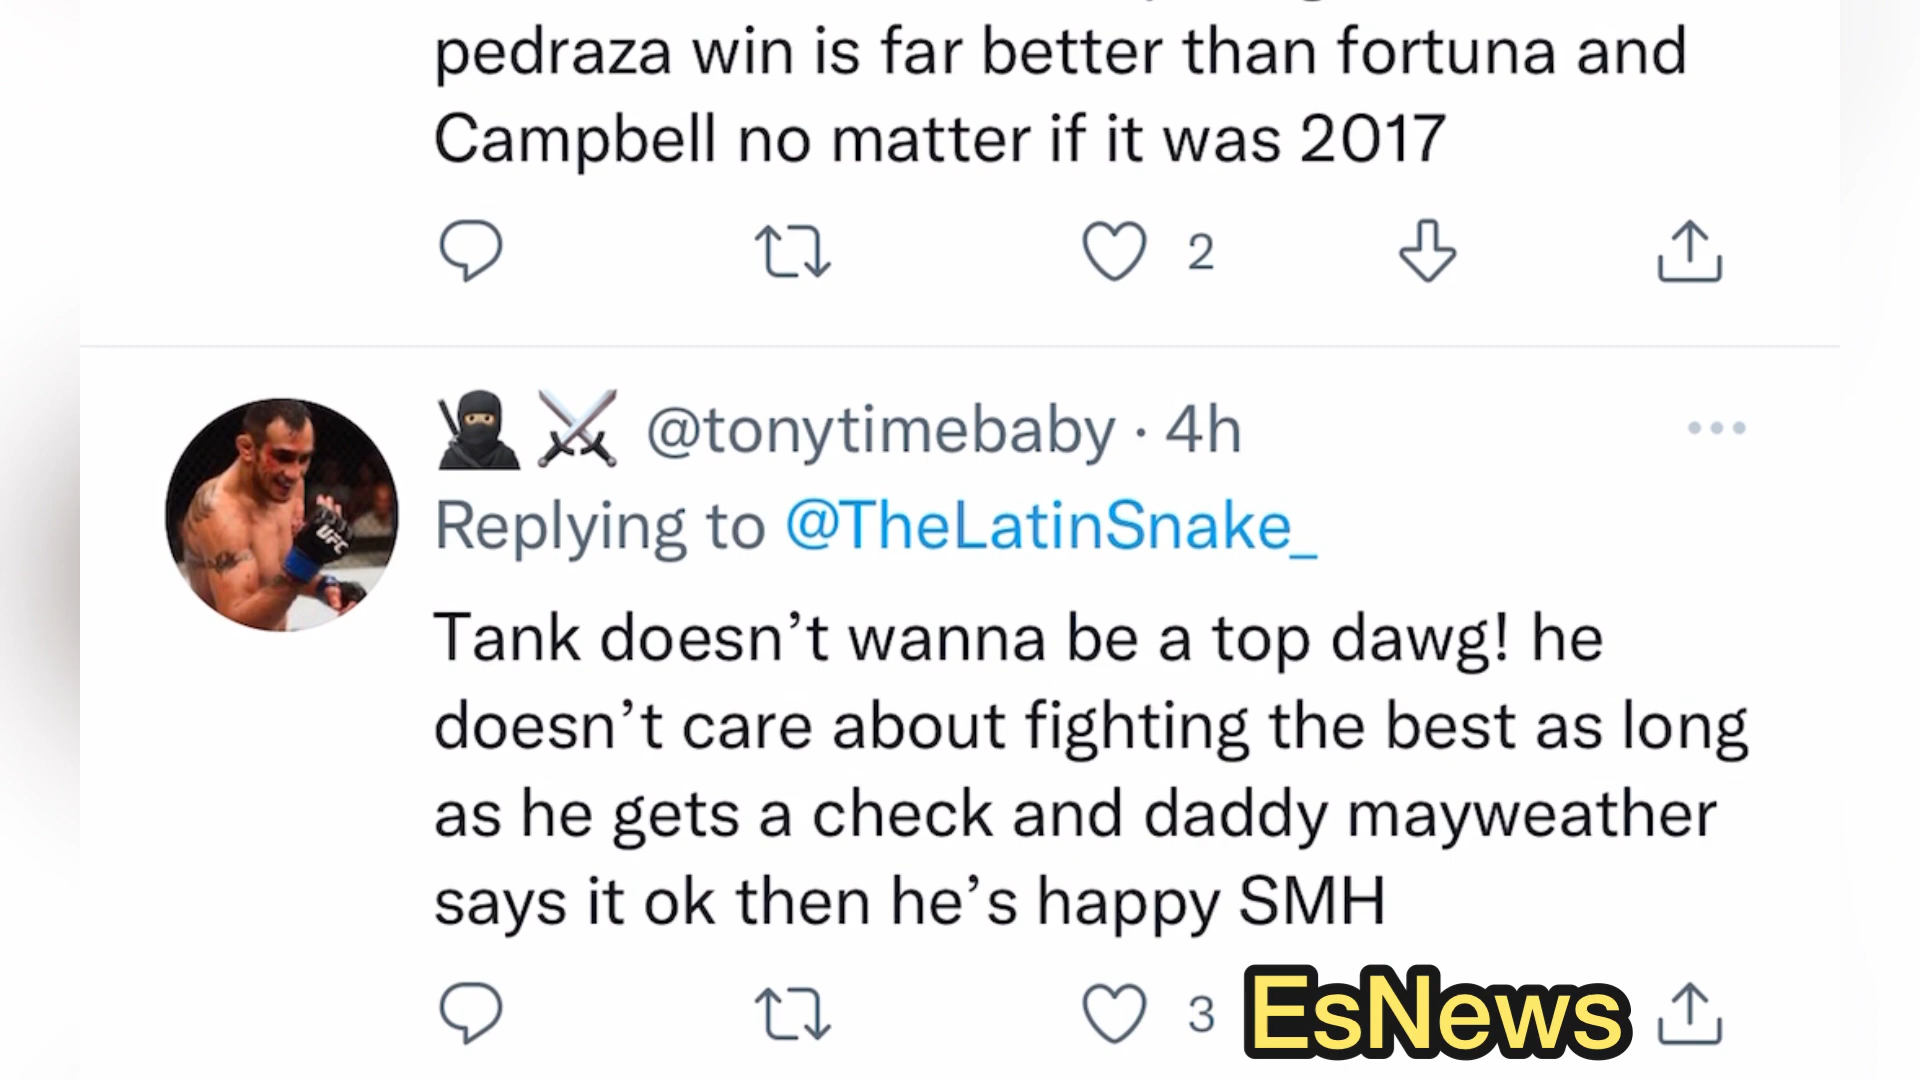 pedraza win is far better than fortuna and
Campbell no matter if it was 2017
2
🥷⚔️ @tonytimebaby · 4h
Replying to @TheLatinSnake_
Tank doesn’t wanna be a top dawg! he
doesn’t care about fighting the best as long
as he gets a check and daddy mayweather
says it ok then he’s happy SMH
3
EsNews